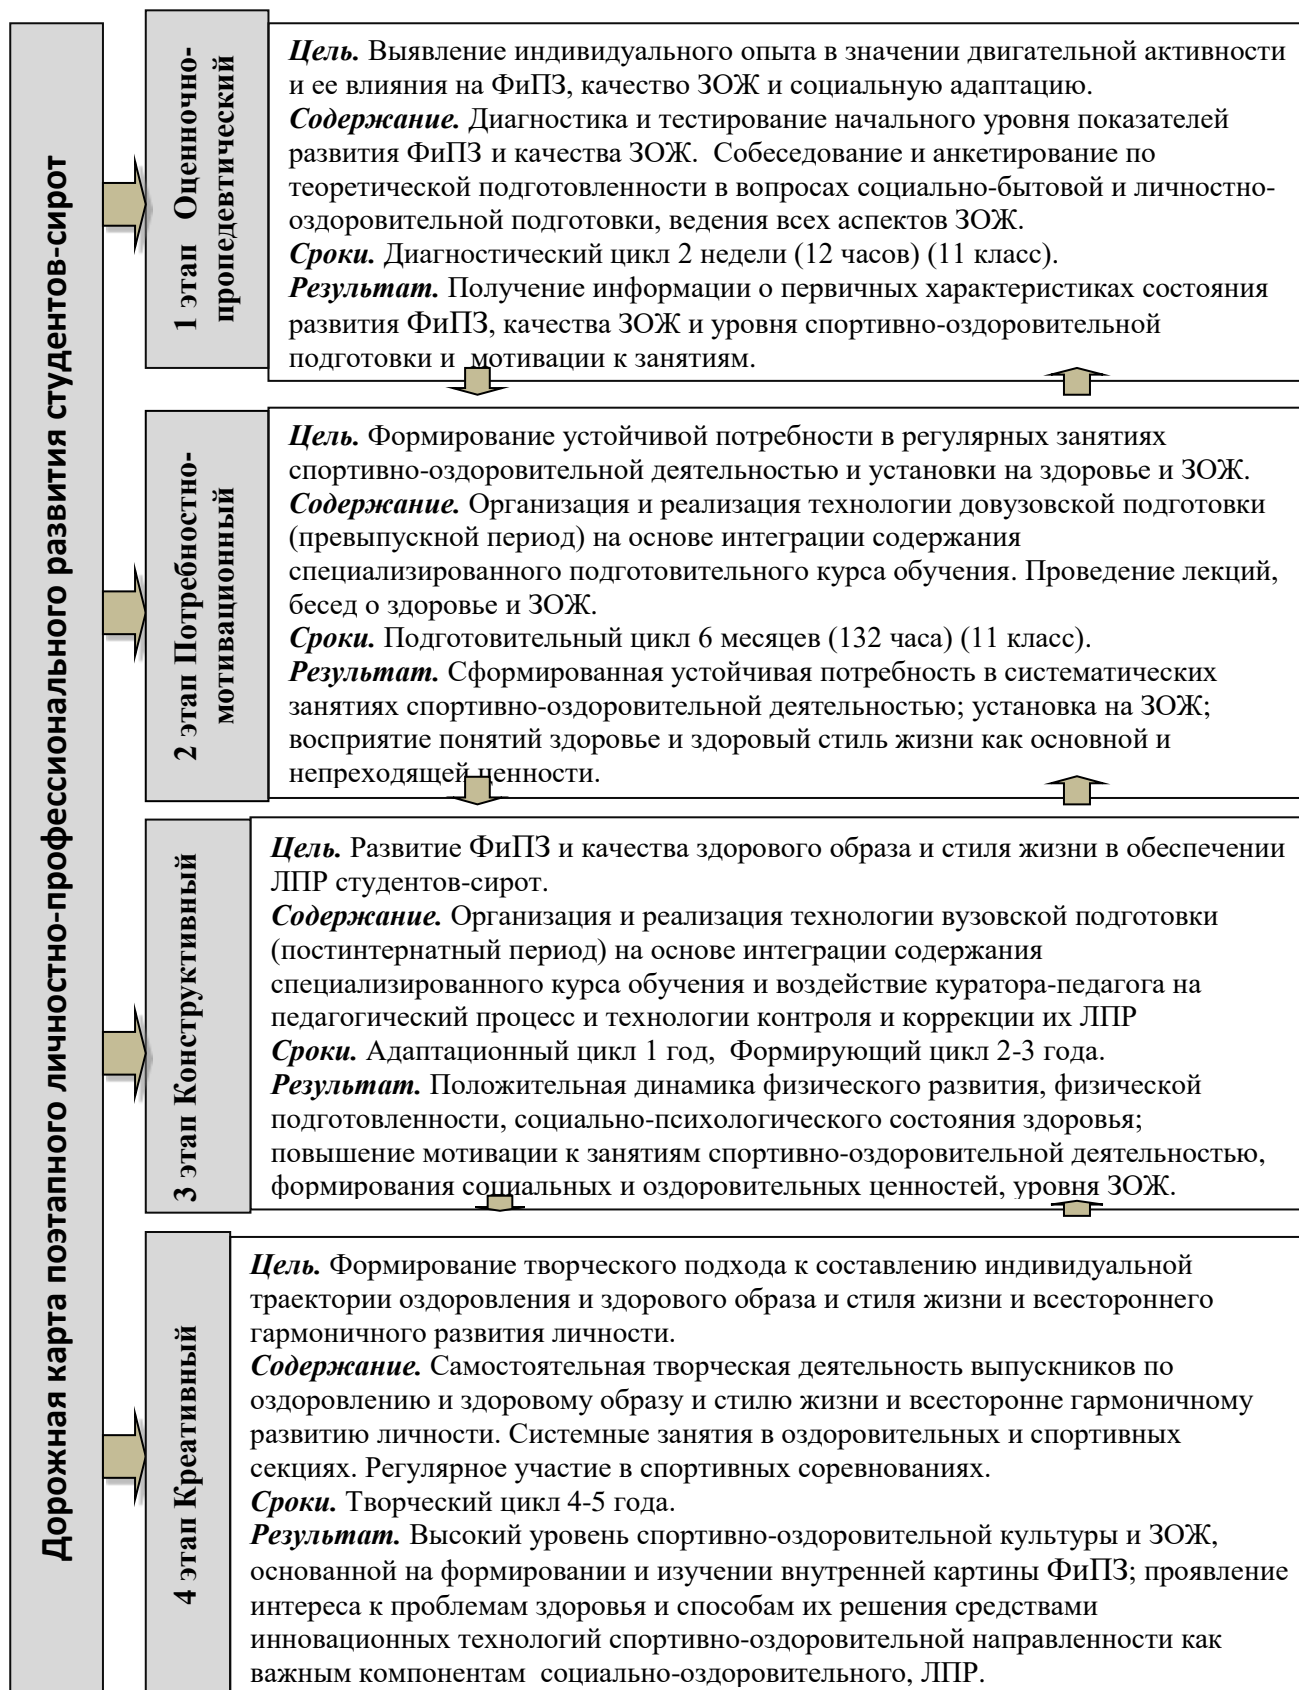 Дорожная карта поэтапного личностно-профессионального развития студентов-сирот
1 этап Оценочно-
пропедевтический
Цель. Выявление индивидуального опыта в значении двигательной активности
и ее влияния на ФиПЗ, качество ЗОЖ и социальную адаптацию.
Содержание. Диагностика и тестирование начального уровня показателей
развития ФиПЗ и качества ЗОЖ. Собеседование и анкетирование по
теоретической подготовленности в вопросах социально-бытовой и личностно-
оздоровительной подготовки, ведения всех аспектов ЗОЖ.
Сроки. Диагностический цикл 2 недели (12 часов) (11 класс).
Результат. Получение информации о первичных характеристиках состояния
развития ФиПЗ, качества ЗОЖ и уровня спортивно-оздоровительной
подготовки и мотивации к занятиям.
2 этап Потребностно-
мотивационный
Цель. Формирование устойчивой потребности в регулярных занятиях
спортивно-оздоровительной деятельностью и установки на здоровье и ЗОЖ.
Содержание. Организация и реализация технологии довузовской подготовки
(превыпускной период) на основе интеграции содержания
специализированного подготовительного курса обучения. Проведение лекций,
бесед о здоровье и ЗОЖ.
Сроки. Подготовительный цикл 6 месяцев (132 часа) (11 класс).
Результат. Сформированная устойчивая потребность в систематических
занятиях спортивно-оздоровительной деятельностью; установка на ЗОЖ;
восприятие понятий здоровье и здоровый стиль жизни как основной и
непреходящей ценности.
3 этап Конструктивный
Цель. Развитие ФиПЗ и качества здорового образа и стиля жизни в обеспечении
ЛПР студентов-сирот.
Содержание. Организация и реализация технологии вузовской подготовки
(постинтернатный период) на основе интеграции содержания
специализированного курса обучения и воздействие куратора-педагога на
педагогический процесс и технологии контроля и коррекции их ЛПР
Сроки. Адаптационный цикл 1 год, Формирующий цикл 2-3 года.
Результат. Положительная динамика физического развития, физической
подготовленности, социально-психологического состояния здоровья;
повышение мотивации к занятиям спортивно-оздоровительной деятельностью,
формирования социальных и оздоровительных ценностей, уровня ЗОЖ.
4 этап Креативный
Цель. Формирование творческого подхода к составлению индивидуальной
траектории оздоровления и здорового образа и стиля жизни и всестороннего
гармоничного развития личности.
Содержание. Самостоятельная творческая деятельность выпускников по
оздоровлению и здоровому образу и стилю жизни и всесторонне гармоничному
развитию личности. Системные занятия в оздоровительных и спортивных
секциях. Регулярное участие в спортивных соревнованиях.
Сроки. Творческий цикл 4-5 года.
Результат. Высокий уровень спортивно-оздоровительной культуры и ЗОЖ,
основанной на формировании и изучении внутренней картины ФиПЗ; проявление
интереса к проблемам здоровья и способам их решения средствами
инновационных технологий спортивно-оздоровительной направленности как
важным компонентам социально-оздоровительного, ЛПР.